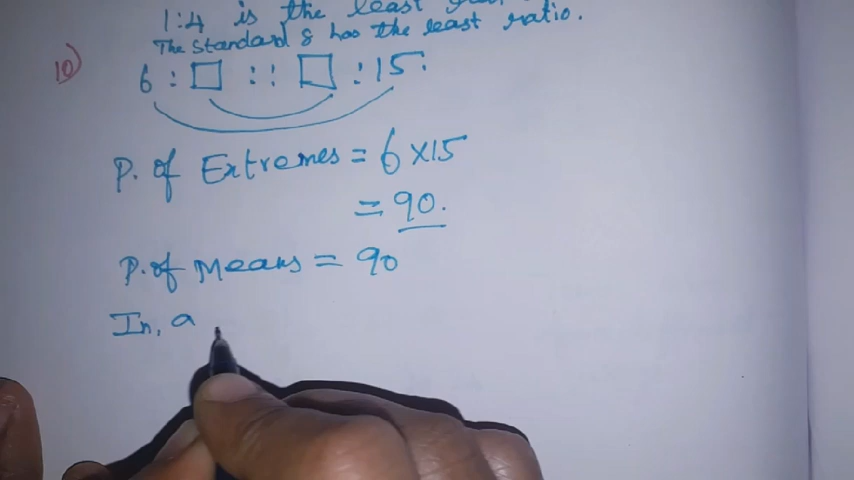 1:4 is the least
The standard 8 has the least ratio.
10)
6 : □ : : □ : 15
P. of Extremes = 6 × 15
= 90.
P. of Means = 90
In, a